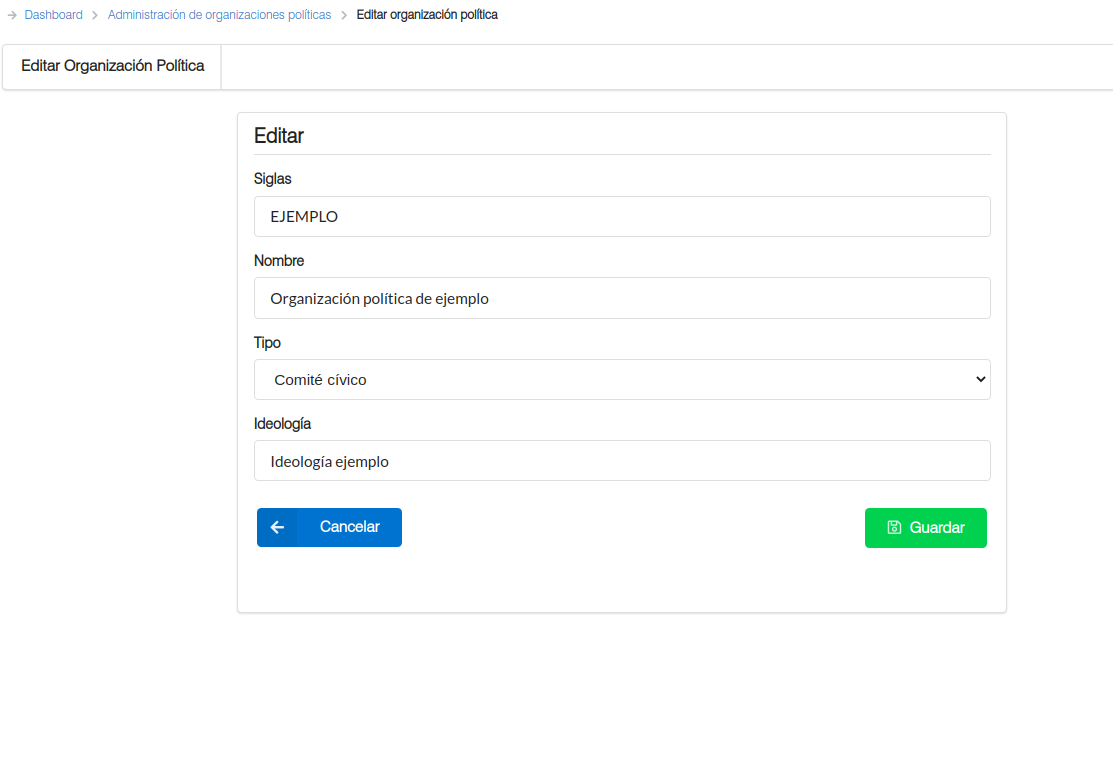 Dashboard Administración de organizaciones políticas Editar organización política
Editar Organización Política
Editar
Siglas
EJEMPLO
Nombre
Organización política de ejemplo
Tipo
Comité cívico
Ideología
Ideología ejemplo
Cancelar Guardar